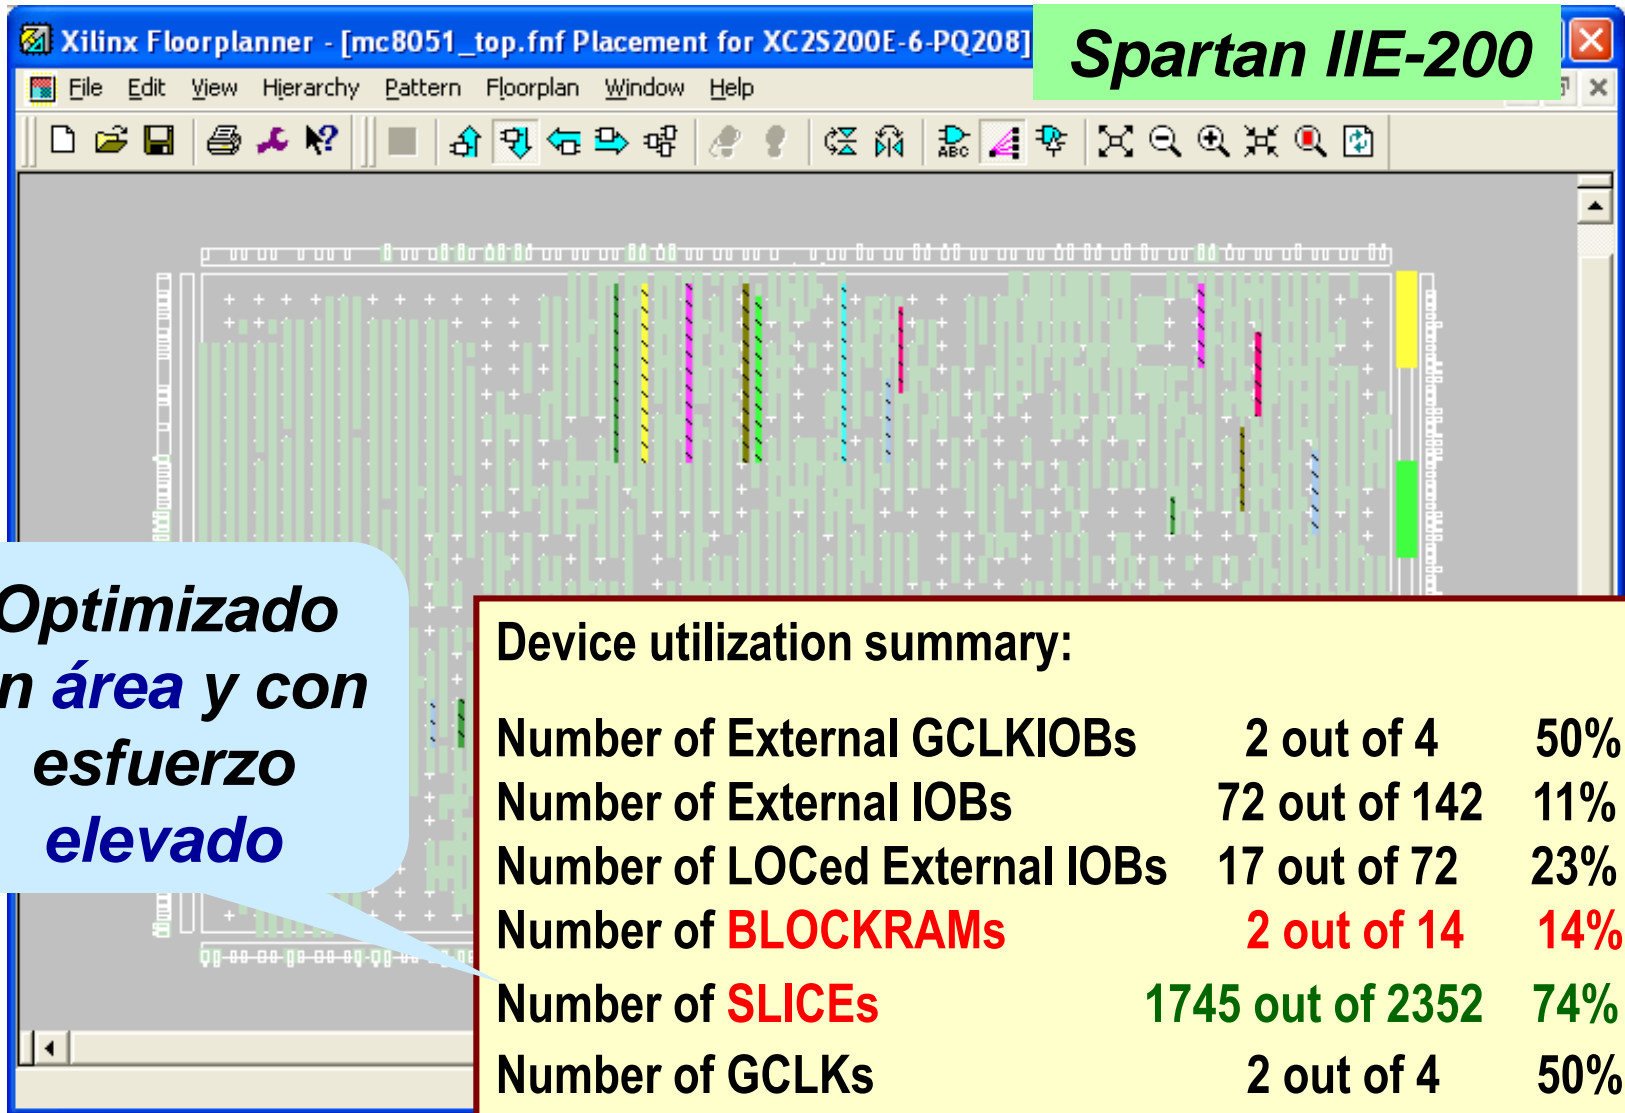 Xilinx Floorplanner - [mc8051_top.fnf Placement for XC2S200E-6-PQ208]
Spartan IIE-200
File Edit View Hierarchy Pattern Floorplan Window Help
ABC
Optimizado
n área y con
esfuerzo
elevado
Device utilization summary:
Number of External GCLKIOBs 2 out of 4 50%
Number of External IOBs 72 out of 142 11%
Number of LOCed External IOBs 17 out of 72 23%
Number of BLOCKRAMs 2 out of 14 14%
Number of SLICEs 1745 out of 2352 74%
Number of GCLKs 2 out of 4 50%